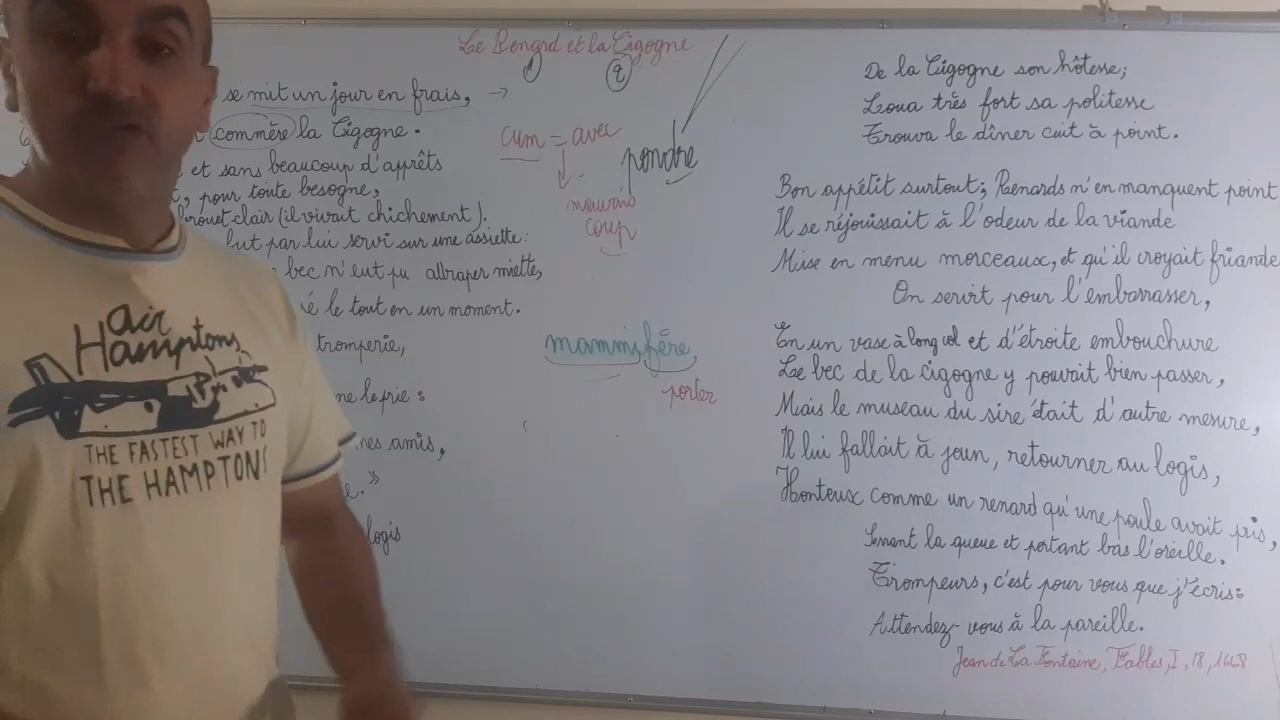 Le Renard et la Cigogne
q
se mit un jour en frais, →
commère la Cigogne.
et sans beaucoup d'apprêts
t, pour toute besogne,
brouet clair (il vivait chichement).
fut par lui servi sur une assiette:
bec n'eut pu attraper miette,
é le tout en un moment.
tromperie,
ne le prie :
mes amis,
e. »
logis
cum = avec
mauvais
coup
pondre
mammifère,
porter
De la Cigogne son hôtesse;
Loua très fort sa politesse
Trouva le dîner cuit à point.
Bon appétit surtout; Renards n'en manquent point
Il se réjouissait à l'odeur de la viande
Mise en menu morceaux, et qu'il croyait friande
On servit pour l'embarrasser,
En un vase à long col et d'étroite embouchure
Le bec de la cigogne y pouvait bien passer,
Mais le museau du sire était d'autre mesure,
Il lui fallait à jeun, retourner au logis,
Honteux comme un renard qu'une poule avait pris,
Serrant la queue et portant bas l'oreille.
Trompeurs, c'est pour vous que j'écris:
Attendez-vous à la pareille.
Jean de La Fontaine, Fables, I, 18, 1668
air
Hamptons
THE FASTEST WAY TO
THE HAMPTONS